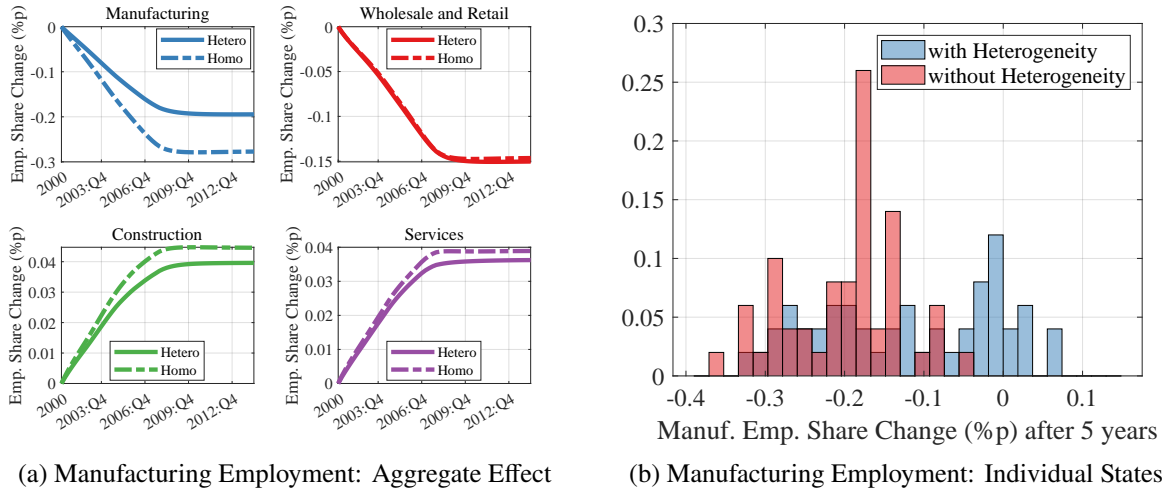 Manufacturing
Emp. Share Change (%p)
0
-0.1
-0.2
-0.3
Hetero
Homo
2000
2003:Q4
2006:Q4
2009:Q4
2012:Q4
Wholesale and Retail
Emp. Share Change (%p)
0
-0.05
-0.1
-0.15
Hetero
Homo
2000
2003:Q4
2006:Q4
2009:Q4
2012:Q4
Construction
Emp. Share Change (%p)
0.04
0.03
0.02
0.01
0
Hetero
Homo
2000
2003:Q4
2006:Q4
2009:Q4
2012:Q4
Services
Emp. Share Change (%p)
0.04
0.03
0.02
0.01
0
Hetero
Homo
2000
2003:Q4
2006:Q4
2009:Q4
2012:Q4
(a) Manufacturing Employment: Aggregate Effect
0.3
0.25
0.2
0.15
0.1
0.05
0
with Heterogeneity
without Heterogeneity
-0.4
-0.3
-0.2
-0.1
0
0.1
Manuf. Emp. Share Change (%p) after 5 years
(b) Manufacturing Employment: Individual States